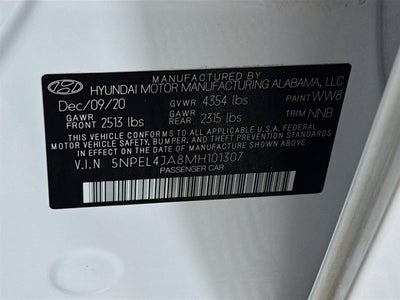 MANUFACTURED BY
HYUNDAI MOTOR MANUFACTURING ALABAMA, LLC
Dec/09/20 GVWR 4354 lbs PAINT WW8
GAWR FRONT 2513 lbs GAWR REAR 2315 lbs TRIM NNB
THIS VEHICLE CONFORMS TO ALL APPLICABLE U.S. FEDERAL
MOTOR VEHICLE SAFETY, BUMPER, AND THEFT PREVENTION STANDARDS
IN EFFECT ON THE DATE OF MANUFACTURE SHOWN ABOVE.
V.I.N 5NPEL4JA8MH101307
PASSENGER CAR